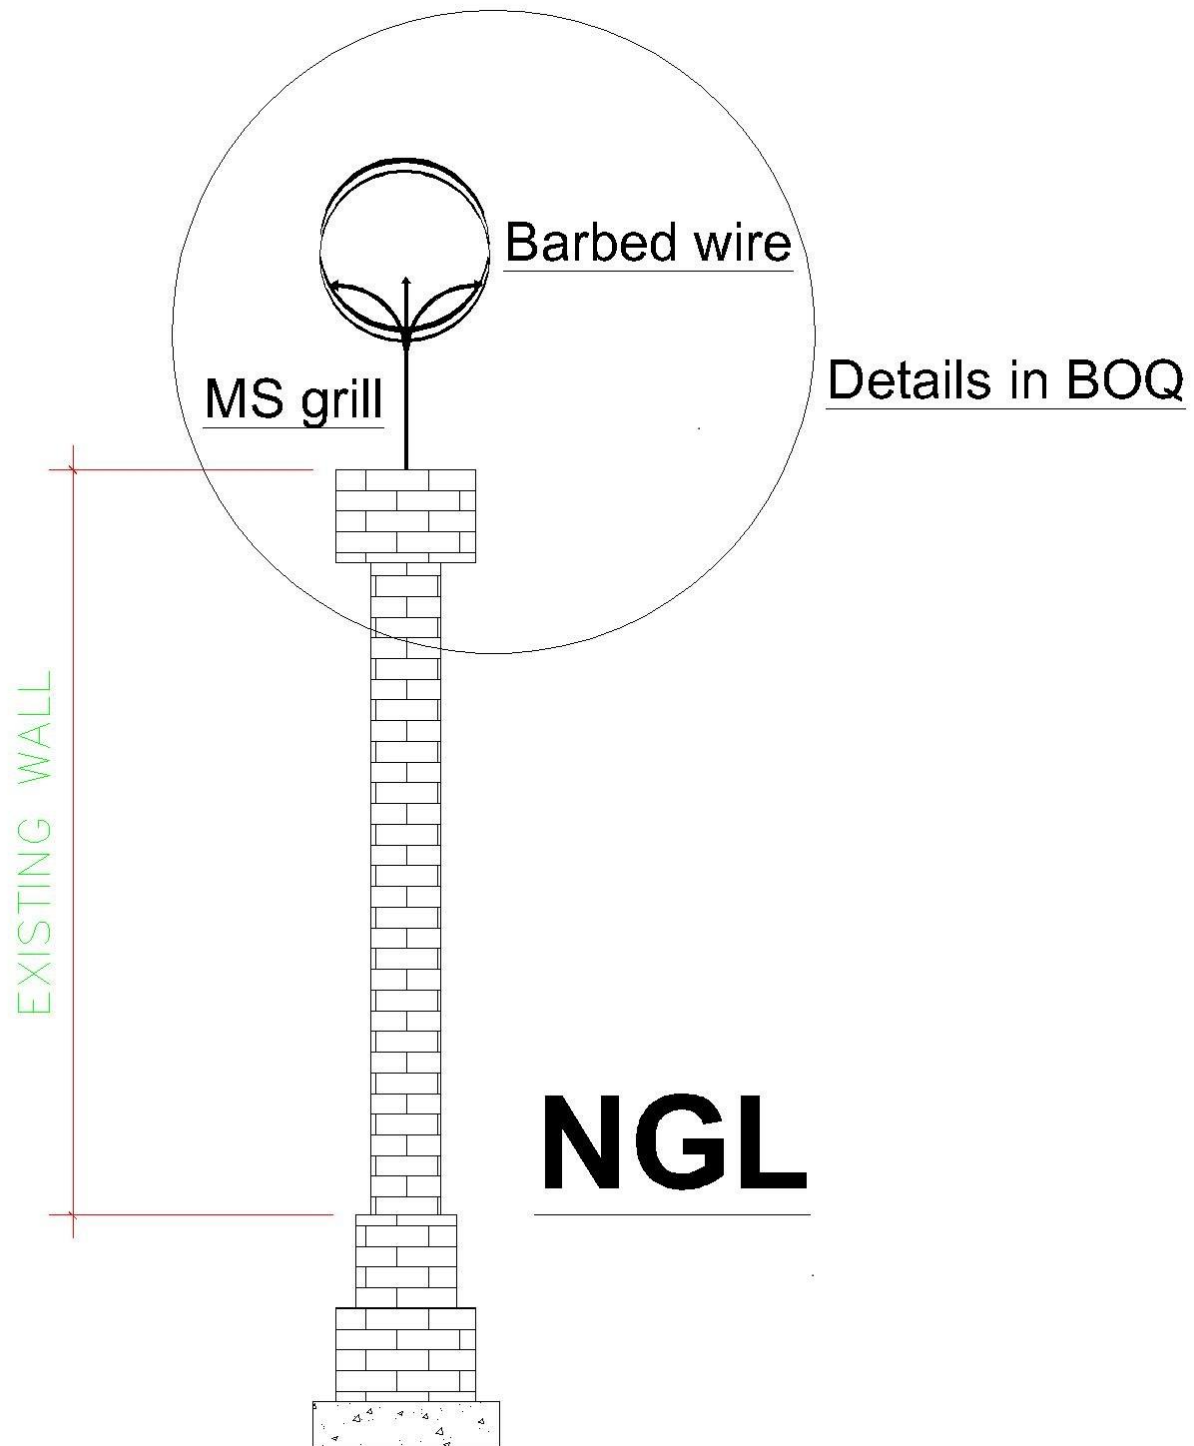 Barbed wire
Details in BOQ
MS grill
EXISTING WALL
NGL